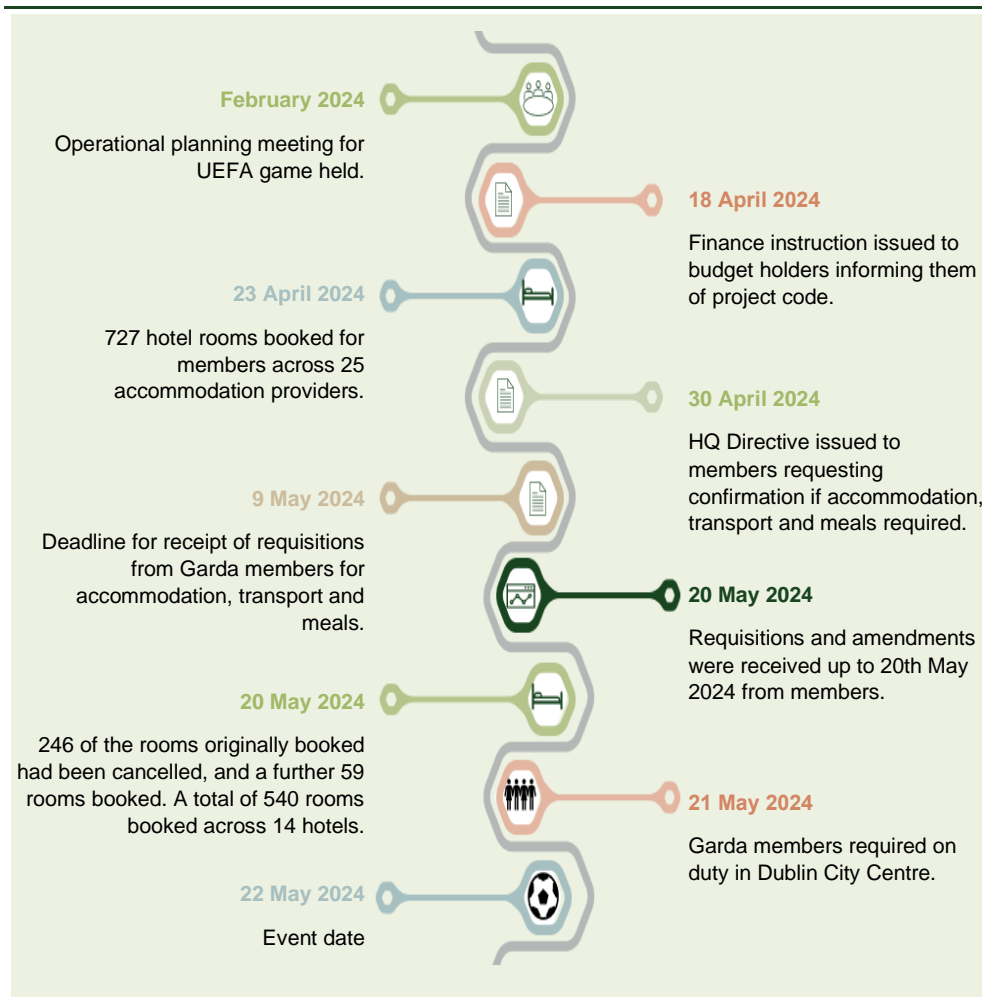 February 2024
Operational planning meeting for
UEFA game held.
18 April 2024
Finance instruction issued to
budget holders informing them
of project code.
23 April 2024
727 hotel rooms booked for
members across 25
accommodation providers.
30 April 2024
HQ Directive issued to
members requesting
confirmation if accommodation,
transport and meals required.
9 May 2024
Deadline for receipt of requisitions
from Garda members for
accommodation, transport and
meals.
20 May 2024
Requisitions and amendments
were received up to 20th May
2024 from members.
20 May 2024
246 of the rooms originally booked
had been cancelled, and a further 59
rooms booked. A total of 540 rooms
booked across 14 hotels.
21 May 2024
Garda members required on
duty in Dublin City Centre.
22 May 2024
Event date